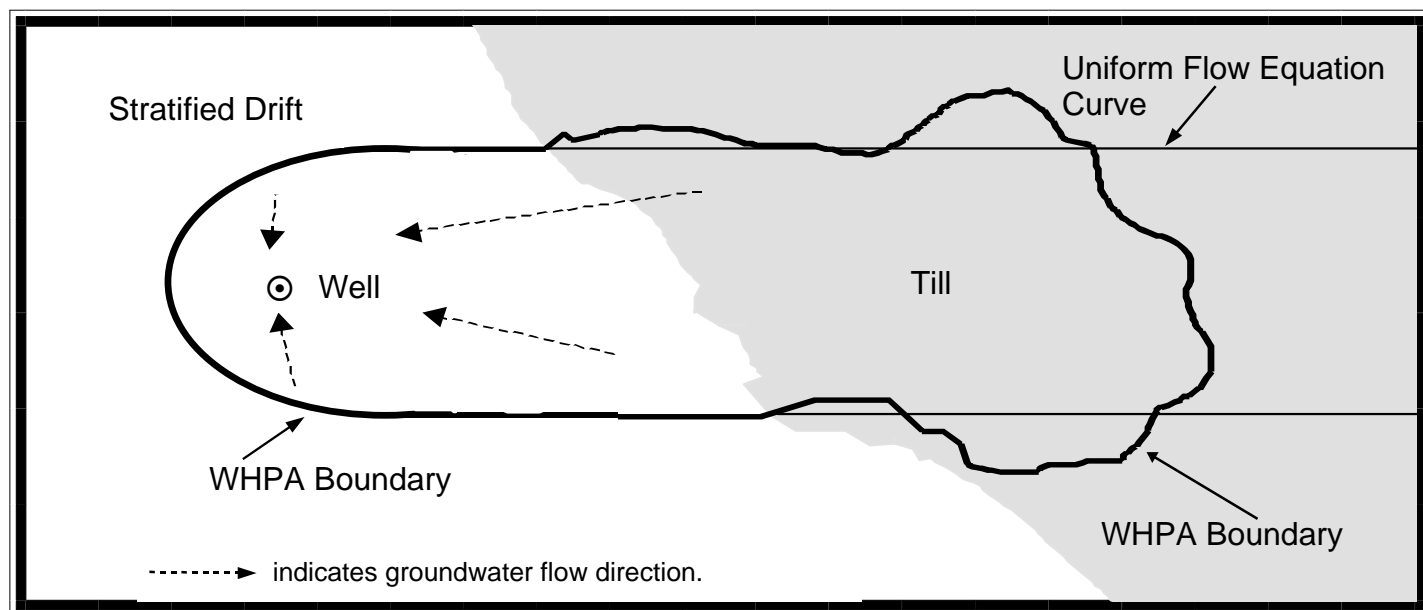 Uniform Flow Equation
Curve
Stratified Drift
Well
Till
WHPA Boundary
WHPA Boundary
indicates groundwater flow direction.